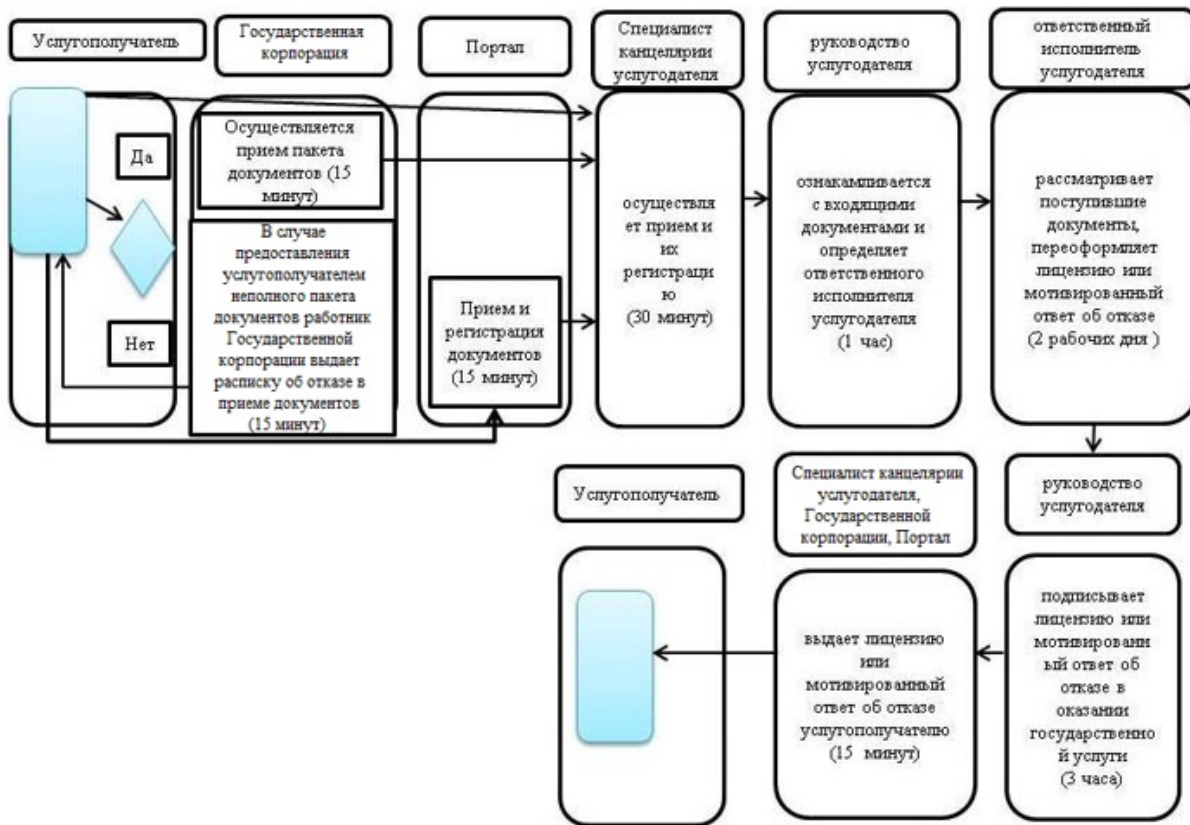 Услугополучатель
Государственная
корпорация
Портал
Специалист
канцелярии
услугодателя
руководство
услугодателя
ответственный
исполнитель
услугодателя
Да
Нет
Осуществляется
прием пакета
документов (15
минут)
В случае
предоставления
услугополучателем
неполного пакета
документов работник
Государственной
корпорации выдает
расписку об отказе в
приеме документов
(15 минут)
Прием и
регистрация
документов
(15 минут)
осуществля
ет прием и
их
регистраци
ю
(30 минут)
ознакамливается
с входящими
документами и
определяет
ответственного
исполнителя
услугодателя
(1 час)
рассматривает
поступившие
документы,
переоформляет
лицензию или
мотивированный
ответ об отказе
(2 рабочих дня )
Услугополучатель
Специалист канцелярии
услугодателя,
Государственной
корпорации, Портал
руководство
услугодателя
выдает лицензию
или
мотивированный
ответ об отказе
услугополучателю
(15 минут)
подписывает
лицензию или
мотивированн
ый ответ об
отказе в
оказании
государственно
й услуги
(3 часа)